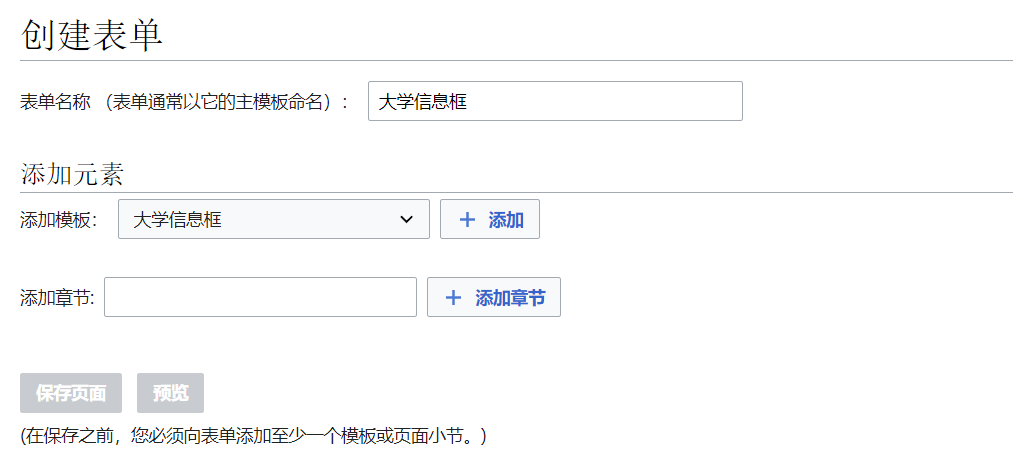 创建表单
表单名称 （表单通常以它的主模板命名）： 大学信息框
添加元素
添加模板： 大学信息框 + 添加
添加章节: + 添加章节
保存页面 预览
(在保存之前，您必须向表单添加至少一个模板或页面小节。)